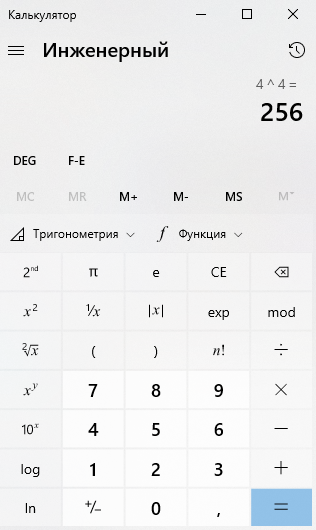 Калькулятор
Инженерный
4 ^ 4 =
256
DEG F-E
MC MR M+ M- MS M˅
Тригонометрия f Функция
2ⁿᵈ π e CE
x² ¹/x |x| exp mod
²√x ( ) n! ÷
xʸ 7 8 9 ×
10ˣ 4 5 6 −
log 1 2 3 +
ln +/− 0 , =